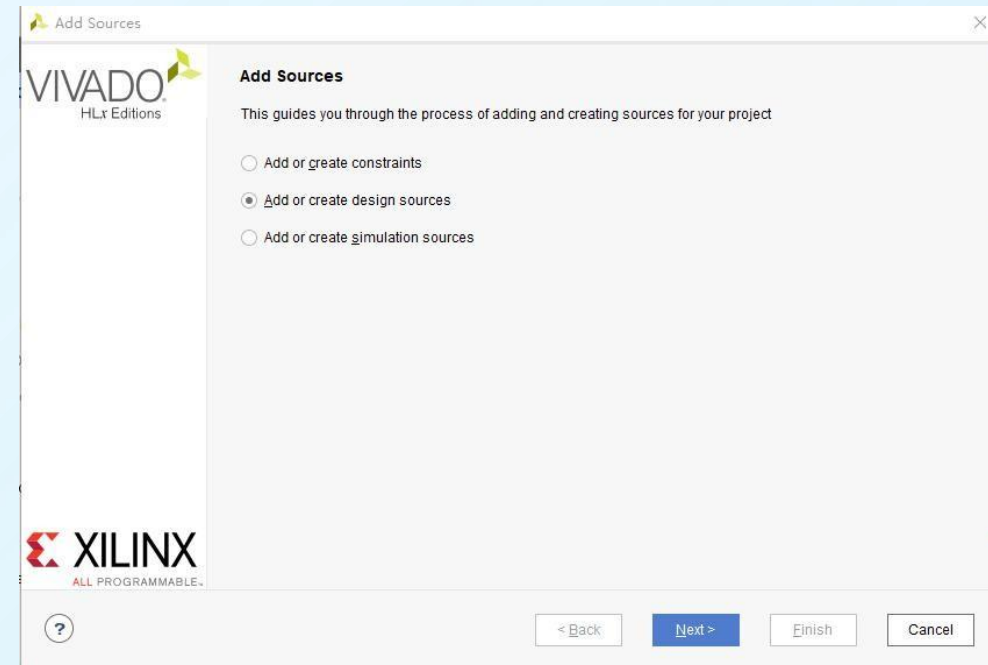 Add Sources
VIVADO
HLx Editions
Add Sources
This guides you through the process of adding and creating sources for your project
Add or create constraints
Add or create design sources
Add or create simulation sources
XILINX
ALL PROGRAMMABLE™
?
< Back
Next >
Finish
Cancel